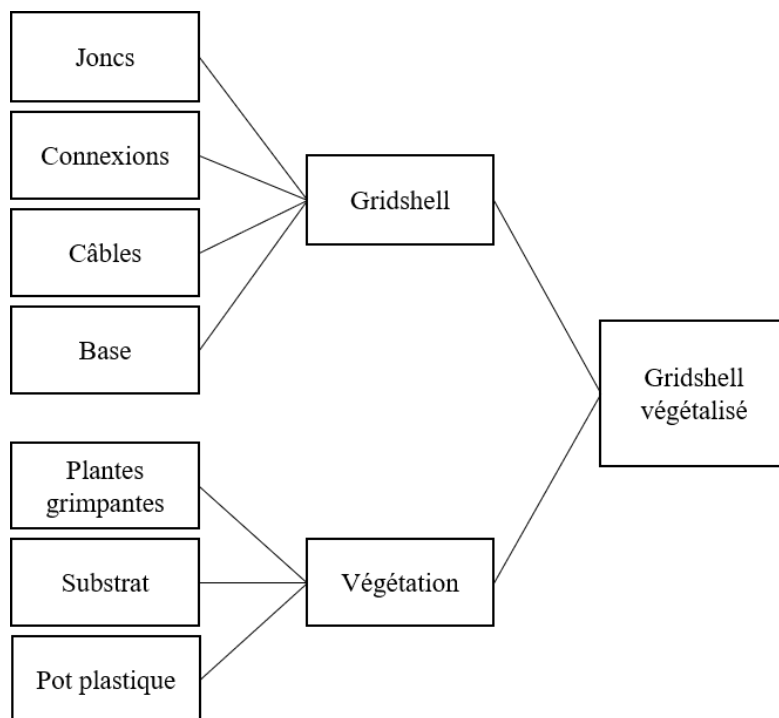 Joncs
Connexions
Câbles
Base
Gridshell
Gridshell
végétalisé
Plantes
grimpantes
Substrat
Pot plastique
Végétation